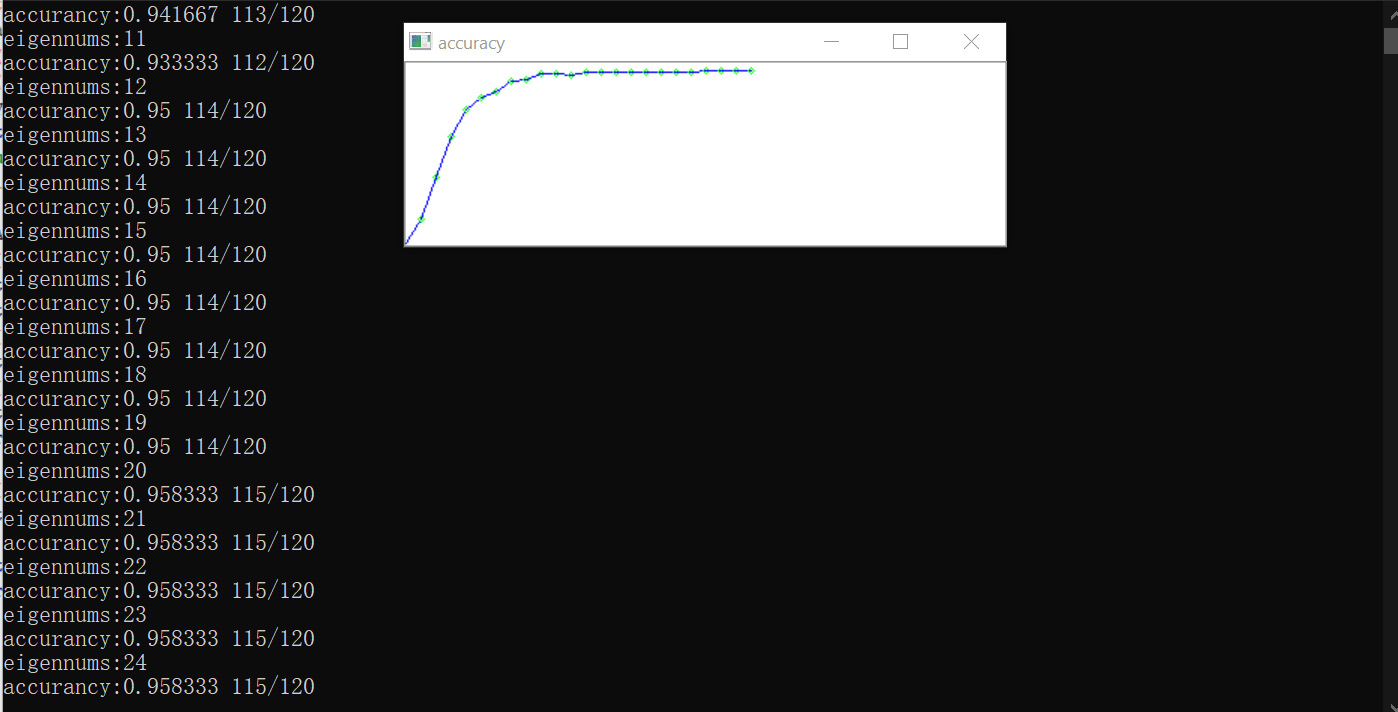 accurancy:0.941667 113/120
eigennums:11
accurancy:0.933333 112/120
eigennums:12
accurancy:0.95 114/120
eigennums:13
accurancy:0.95 114/120
eigennums:14
accurancy:0.95 114/120
eigennums:15
accurancy:0.95 114/120
eigennums:16
accurancy:0.95 114/120
eigennums:17
accurancy:0.95 114/120
eigennums:18
accurancy:0.95 114/120
eigennums:19
accurancy:0.95 114/120
eigennums:20
accurancy:0.958333 115/120
eigennums:21
accurancy:0.958333 115/120
eigennums:22
accurancy:0.958333 115/120
eigennums:23
accurancy:0.958333 115/120
eigennums:24
accurancy:0.958333 115/120
accuracy